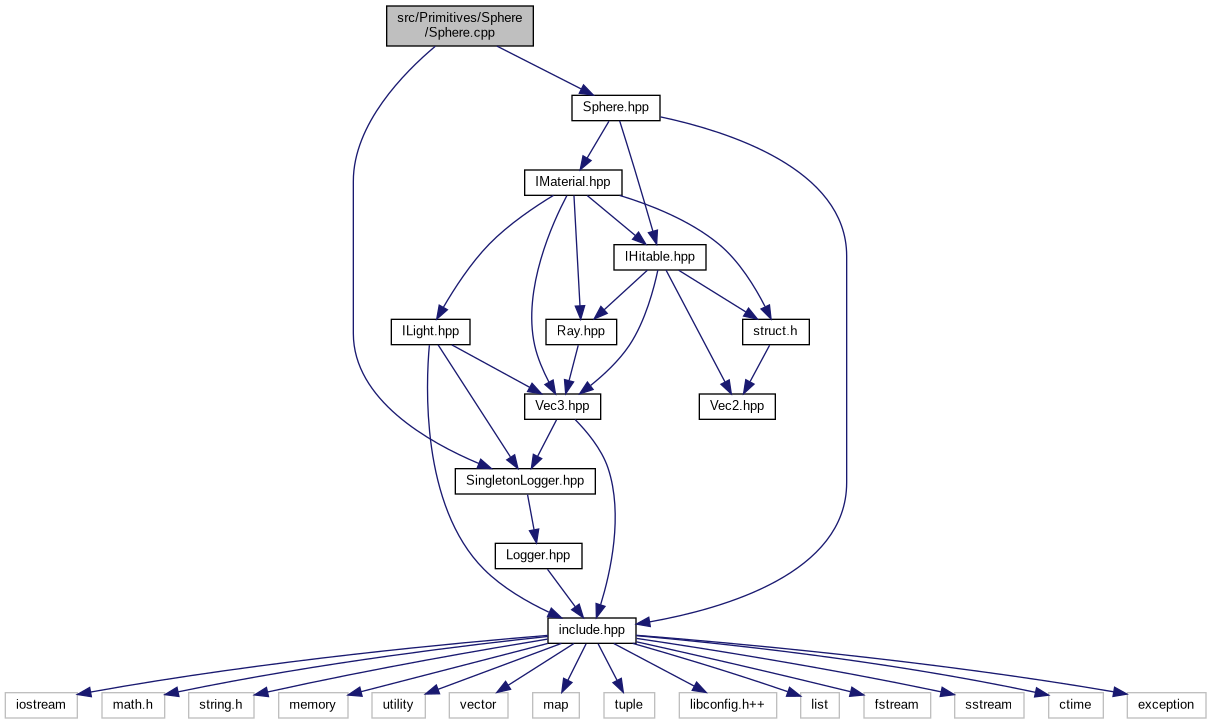 src/Primitives/Sphere
/Sphere.cpp
Sphere.hpp
IMaterial.hpp
IHitable.hpp
ILight.hpp
Ray.hpp
struct.h
Vec3.hpp
Vec2.hpp
SingletonLogger.hpp
Logger.hpp
include.hpp
iostream
math.h
string.h
memory
utility
vector
map
tuple
libconfig.h++
list
fstream
sstream
ctime
exception